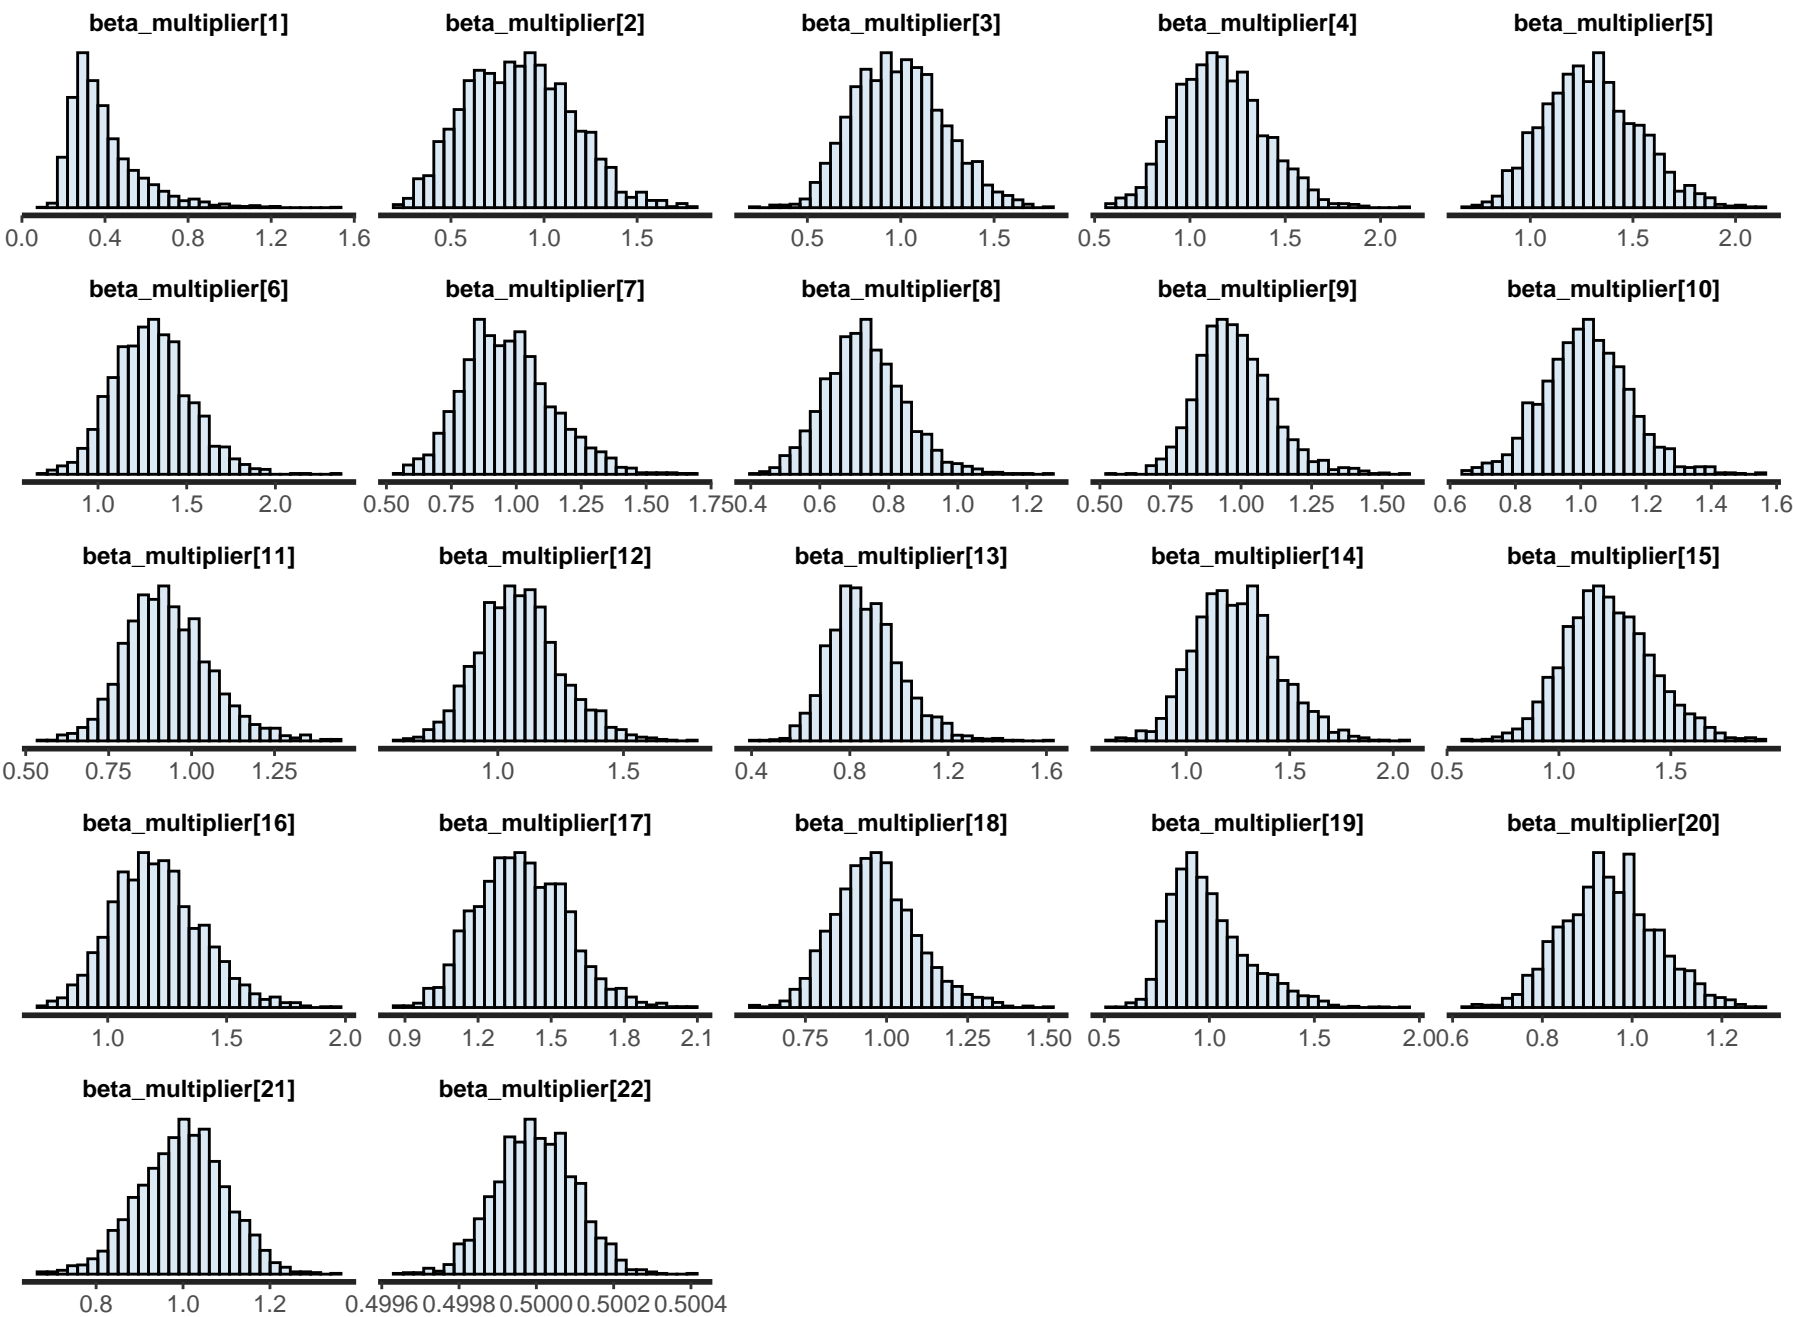 beta_multiplier[1] beta_multiplier[2] beta_multiplier[3] beta_multiplier[4] beta_multiplier[5]
0.0 0.4 0.8 1.2 1.6 0.5 1.0 1.5 0.5 1.0 1.5 0.5 1.0 1.5 2.0 1.0 1.5 2.0
beta_multiplier[6] beta_multiplier[7] beta_multiplier[8] beta_multiplier[9] beta_multiplier[10]
1.0 1.5 2.0 0.50 0.75 1.00 1.25 1.50 1.75 0.4 0.6 0.8 1.0 1.2 0.50 0.75 1.00 1.25 1.50 0.6 0.8 1.0 1.2 1.4 1.6
beta_multiplier[11] beta_multiplier[12] beta_multiplier[13] beta_multiplier[14] beta_multiplier[15]
0.50 0.75 1.00 1.25 1.0 1.5 0.4 0.8 1.2 1.6 1.0 1.5 2.0 0.5 1.0 1.5
beta_multiplier[16] beta_multiplier[17] beta_multiplier[18] beta_multiplier[19] beta_multiplier[20]
1.0 1.5 2.0 0.9 1.2 1.5 1.8 2.1 0.75 1.00 1.25 1.50 0.5 1.0 1.5 2.0 0.6 0.8 1.0 1.2
beta_multiplier[21] beta_multiplier[22]
0.8 1.0 1.2 0.4996 0.4998 0.5000 0.5002 0.5004